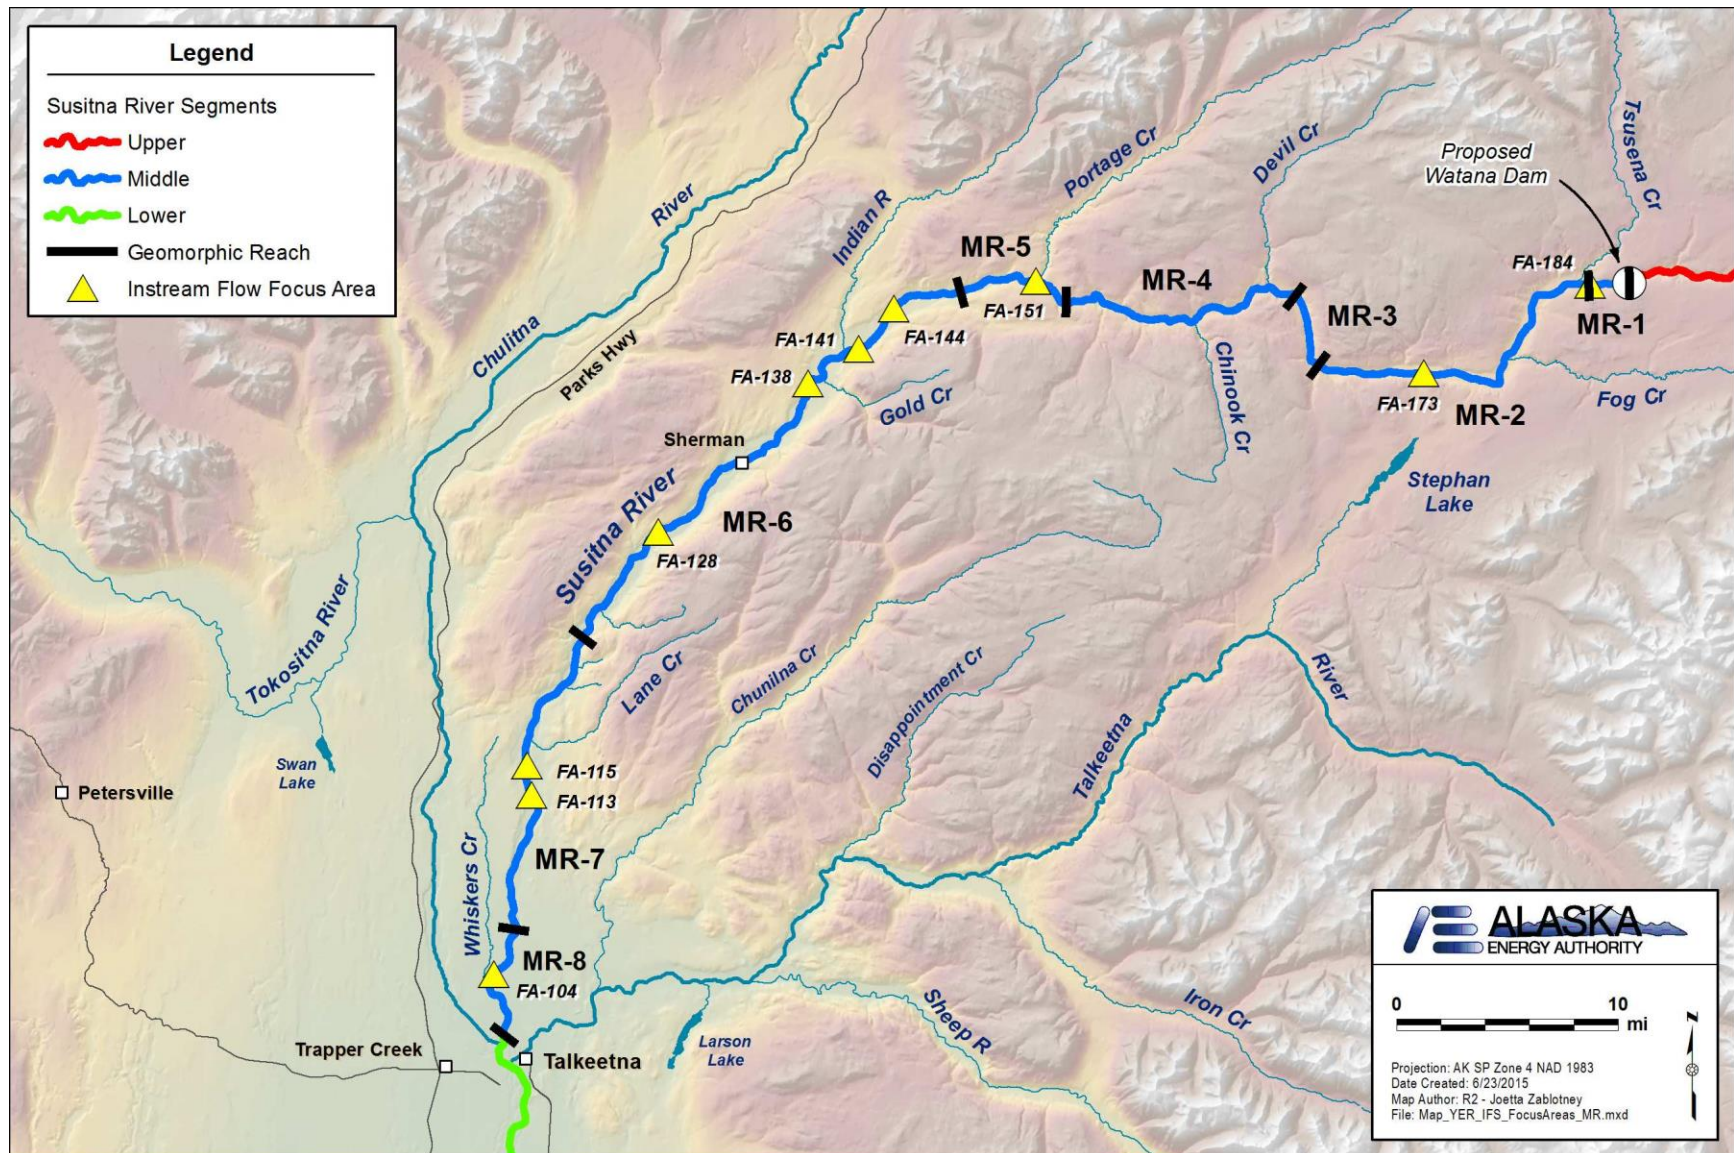 Legend
Susitna River Segments
Upper
Middle
Lower
Geomorphic Reach
Instream Flow Focus Area
River
Chulitna
Parks Hwy
Indian R
Portage Cr
Devil Cr
Tsusena Cr
Proposed
Watana Dam
MR-5
MR-4
MR-3
FA-184
MR-1
FA-151
FA-144
FA-141
FA-138
Gold Cr
Chinook Cr
FA-173
MR-2
Fog Cr
Sherman
Stephan
Lake
Susitna River
MR-6
FA-128
Tokositna River
Lane Cr
Chunilna Cr
Disappointment Cr
River
Talkeetna
Swan
Lake
Petersville
FA-115
FA-113
MR-7
Whiskers Cr
MR-8
FA-104
Sheep R
Iron Cr
Larson
Lake
Trapper Creek
Talkeetna
ALASKA
ENERGY AUTHORITY
0 10
mi
N
Projection: AK SP Zone 4 NAD 1983
Date Created: 6/23/2015
Map Author: R2 - Joetta Zablotney
File: Map_YER_IFS_FocusAreas_MR.mxd